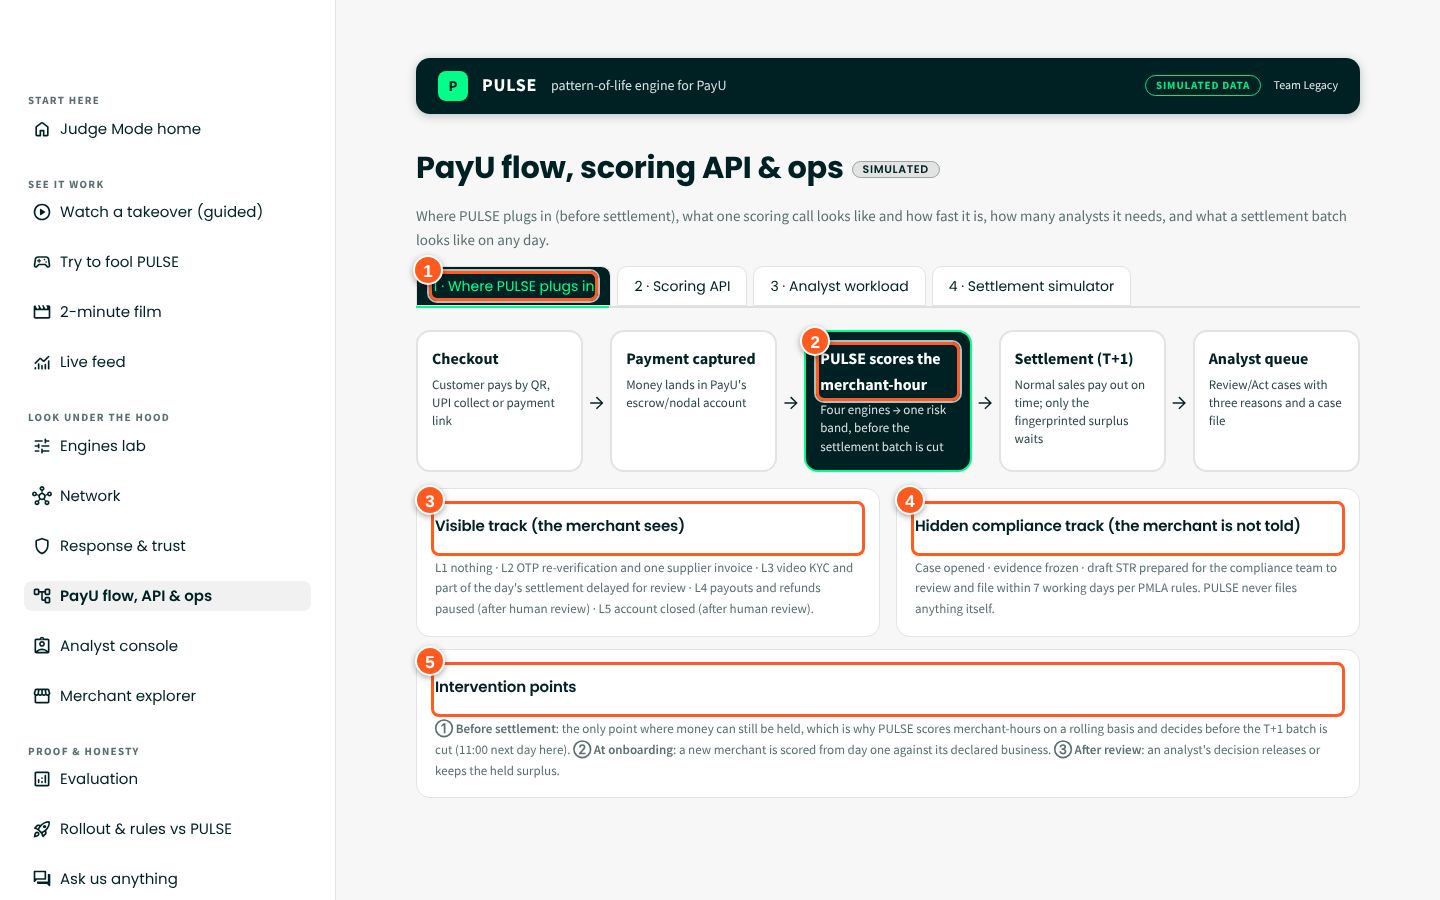 START HERE
Judge Mode home
SEE IT WORK
Watch a takeover (guided)
Try to fool PULSE
2-minute film
Live feed
LOOK UNDER THE HOOD
Engines lab
Network
Response & trust
PayU flow, API & ops
Analyst console
Merchant explorer
PROOF & HONESTY
Evaluation
Rollout & rules vs PULSE
Ask us anything
P PULSE pattern-of-life engine for PayU SIMULATED DATA Team Legacy
PayU flow, scoring API & ops SIMULATED
Where PULSE plugs in (before settlement), what one scoring call looks like and how fast it is, how many analysts it needs, and what a settlement batch
looks like on any day.
1
1 · Where PULSE plugs in 2 · Scoring API 3 · Analyst workload 4 · Settlement simulator
Checkout
Customer pays by QR,
UPI collect or payment
link
→
Payment captured
Money lands in PayU's
escrow/nodal account
→
2
PULSE scores the
merchant-hour
Four engines → one risk
band, before the
settlement batch is cut
→
Settlement (T+1)
Normal sales pay out on
time; only the
fingerprinted surplus
waits
→
Analyst queue
Review/Act cases with
three reasons and a case
file
3
Visible track (the merchant sees)
L1 nothing · L2 OTP re-verification and one supplier invoice · L3 video KYC and
part of the day's settlement delayed for review · L4 payouts and refunds
paused (after human review) · L5 account closed (after human review).
4
Hidden compliance track (the merchant is not told)
Case opened · evidence frozen · draft STR prepared for the compliance team to
review and file within 7 working days per PMLA rules. PULSE never files
anything itself.
5
Intervention points
① Before settlement: the only point where money can still be held, which is why PULSE scores merchant-hours on a rolling basis and decides before the T+1 batch is
cut (11:00 next day here). ② At onboarding: a new merchant is scored from day one against its declared business. ③ After review: an analyst's decision releases or
keeps the held surplus.